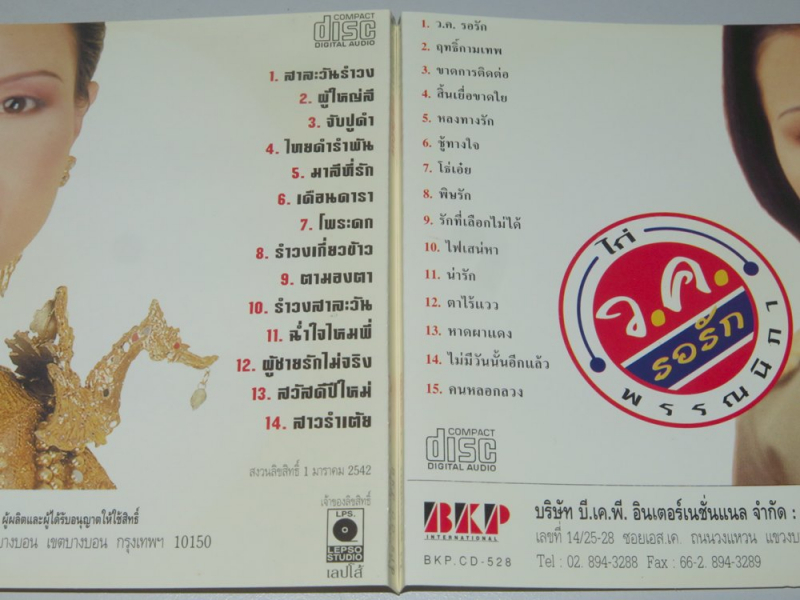 COMPACT
disc
DIGITAL AUDIO
1. สาละวันรำวง
2. ผู้ใหญ่ลี
3. จับปูดำ
4. ไทยดำรำพัน
5. มาลีที่รัก
6. เดือนดารา
7. โพระดก
8. รำวงเกี่ยวข้าว
9. ตามองตา
10. รำวงสาละวัน
11. ฉ่ำใจไหมพี่
12. ผู้ชายรักไม่จริง
13. สวัสดีปีใหม่
14. สาวรำเต้ย
สงวนลิขสิทธิ์ 1 มาราคม 2542
เจ้าของลิขสิทธิ์
ผู้ผลิตและผู้ได้รับอนุญาตให้ใช้สิทธิ์
บางบอน เขตบางบอน กรุงเทพฯ 10150
LPS.
LEPSO
STUDIO
เลปโส้
1. ว.ค. รอรัก
2. ฤทธิ์กามเทพ
3. ขาดการติดต่อ
4. สิ้นเยื่อขาดใย
5. หลงทางรัก
6. ชู้ทางใจ
7. โธ่เอ๋ย
8. พิษรัก
9. รักที่เลือกไม่ได้
10. ไฟเสน่หา
11. น่ารัก
12. ตาไร้แวว
13. หาดผาแดง
14. ไม่มีวันนั้นอีกแล้ว
15. คนหลอกลวง
ไก่
ว.ค.
รอรัก
พรรณนิภา
COMPACT
disc
DIGITAL AUDIO
BKP
INTERNATIONAL
BKP.CD-528
บริษัท บี.เค.พี. อินเตอร์เนชั่นแนล จำกัด :
เลขที่ 14/25-28 ซอยเอส.เค. ถนนวงแหวน แขวงบ
Tel : 02. 894-3288 Fax : 66-2. 894-3289